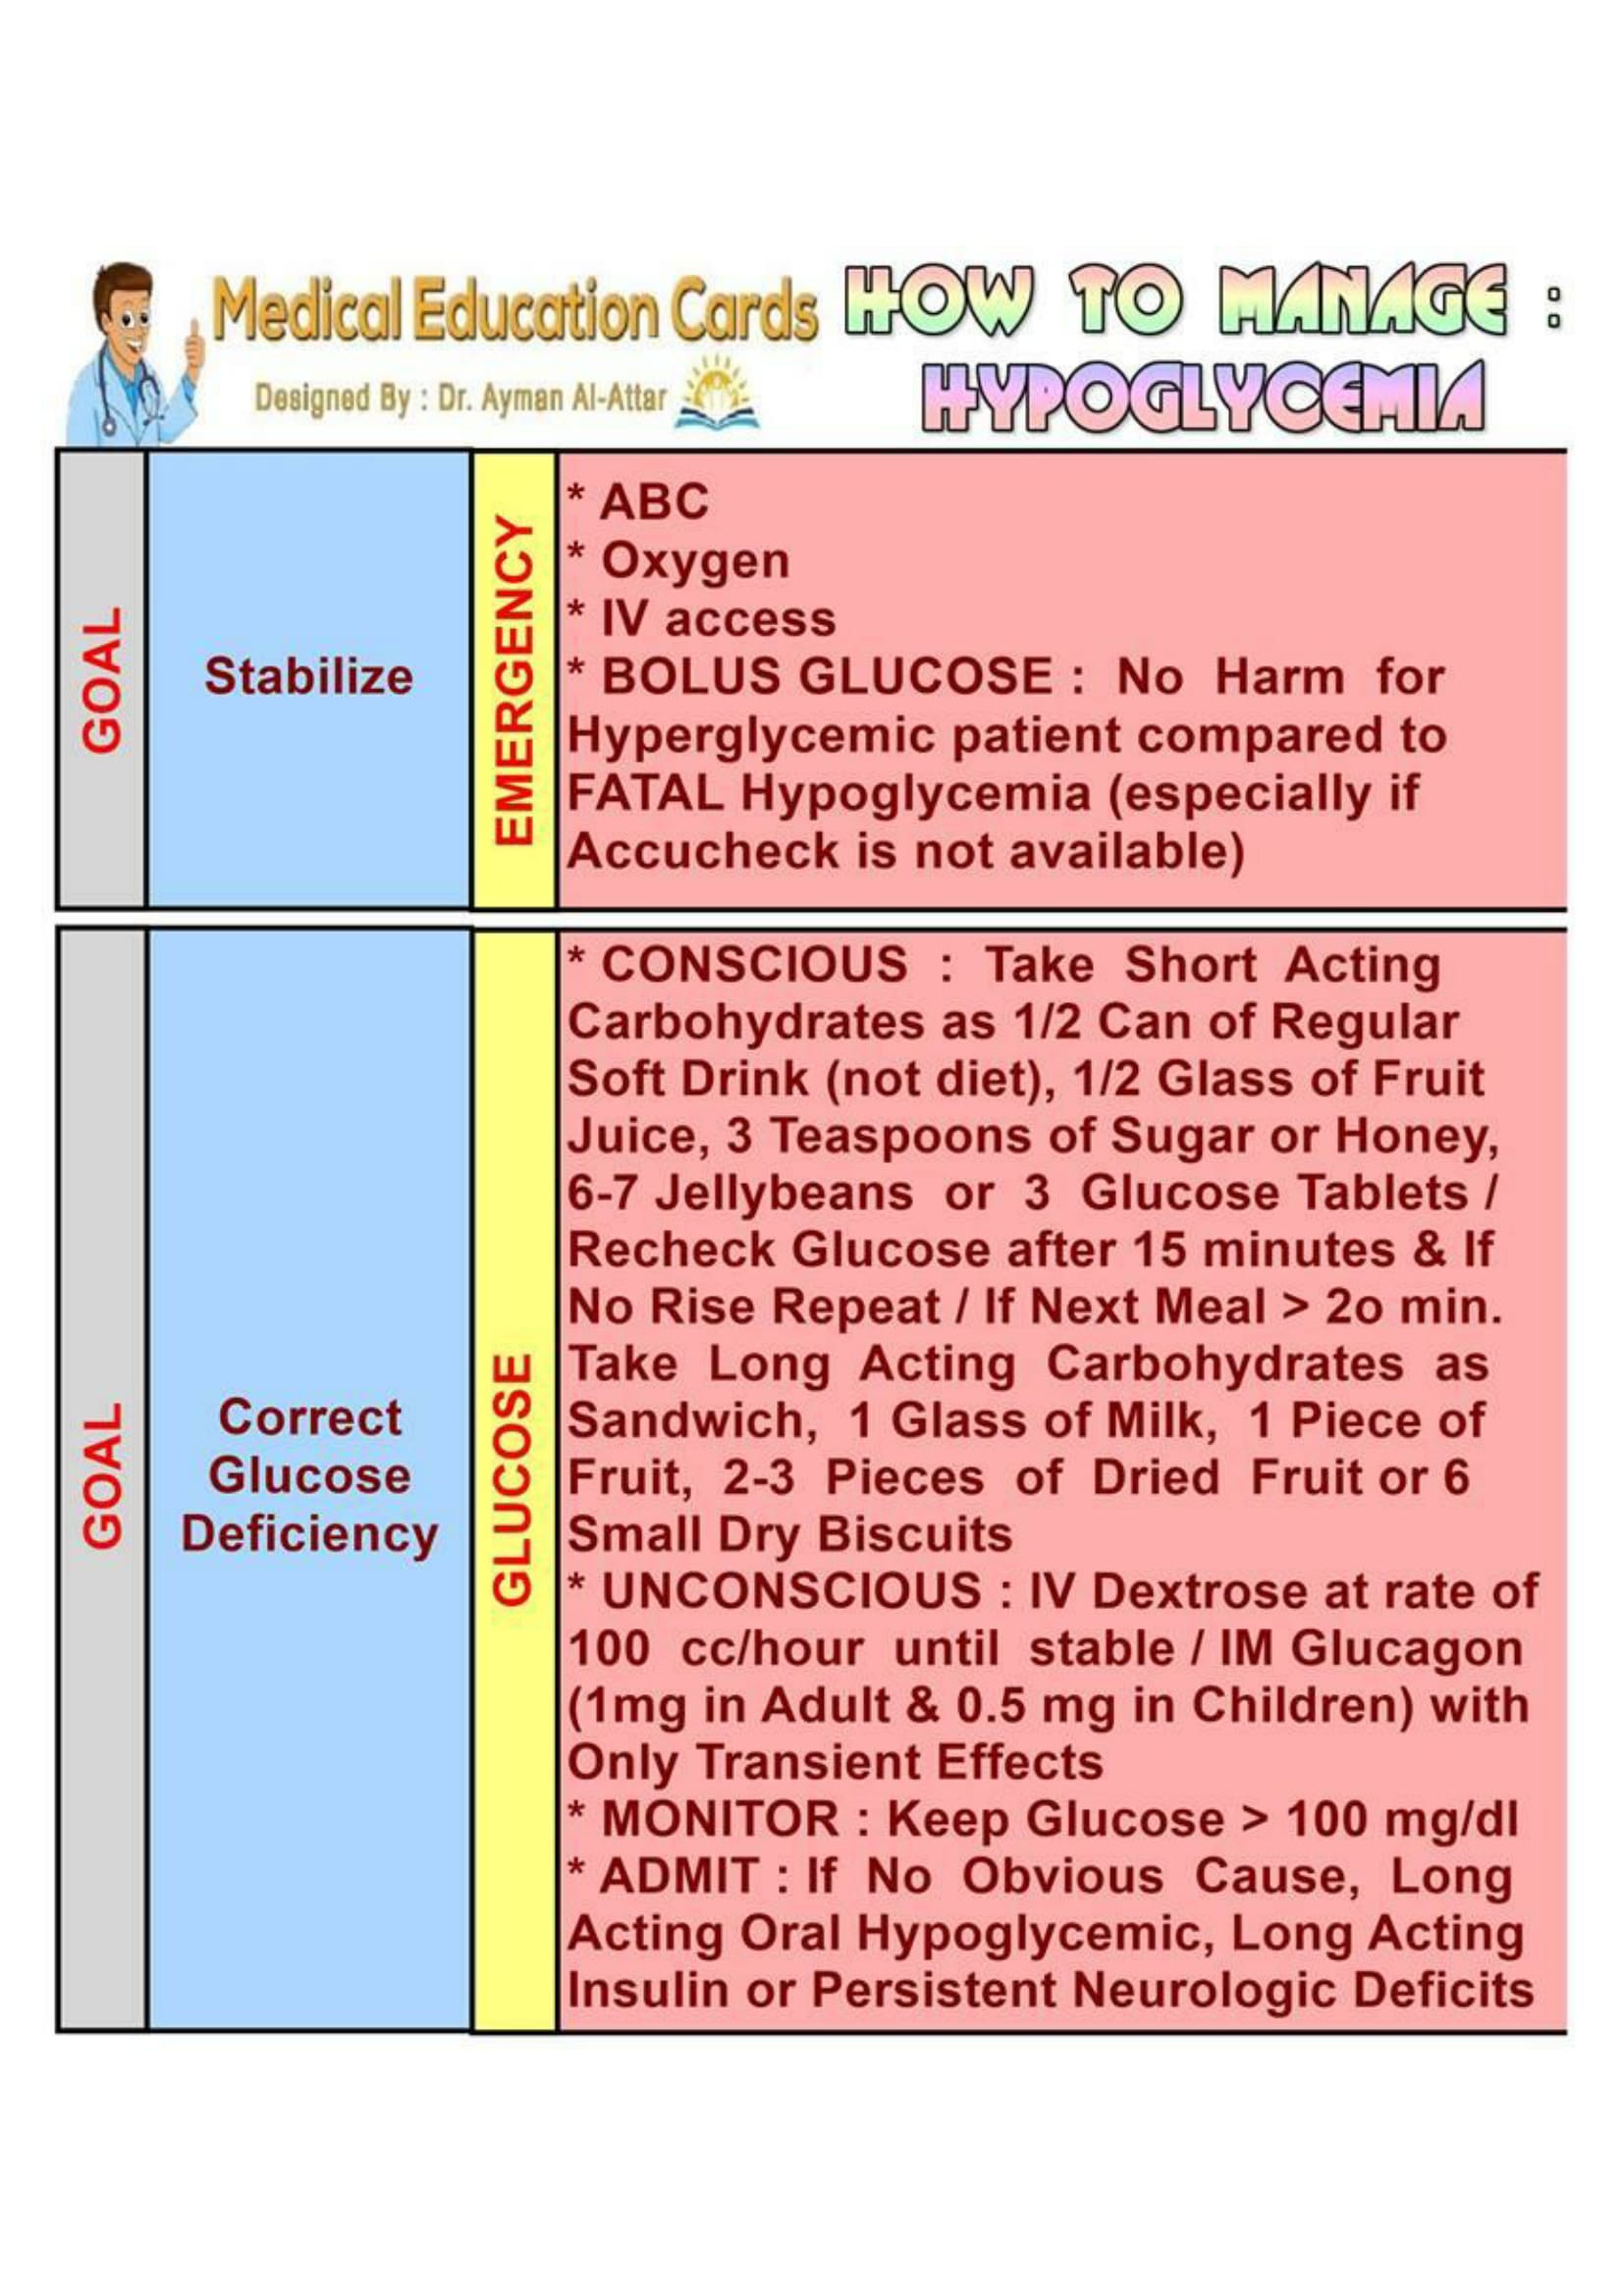 Medical Education Cards
Designed By : Dr. Ayman Al-Attar
HOW TO MANAGE :
HYPOGLYCEMIA
GOAL
Stabilize
EMERGENCY
* ABC
* Oxygen
* IV access
* BOLUS GLUCOSE : No Harm for
Hyperglycemic patient compared to
FATAL Hypoglycemia (especially if
Accucheck is not available)
GOAL
Correct
Glucose
Deficiency
GLUCOSE
* CONSCIOUS : Take Short Acting
Carbohydrates as 1/2 Can of Regular
Soft Drink (not diet), 1/2 Glass of Fruit
Juice, 3 Teaspoons of Sugar or Honey,
6-7 Jellybeans or 3 Glucose Tablets /
Recheck Glucose after 15 minutes & If
No Rise Repeat / If Next Meal > 2o min.
Take Long Acting Carbohydrates as
Sandwich, 1 Glass of Milk, 1 Piece of
Fruit, 2-3 Pieces of Dried Fruit or 6
Small Dry Biscuits
* UNCONSCIOUS : IV Dextrose at rate of
100 cc/hour until stable / IM Glucagon
(1mg in Adult & 0.5 mg in Children) with
Only Transient Effects
* MONITOR : Keep Glucose > 100 mg/dl
* ADMIT : If No Obvious Cause, Long
Acting Oral Hypoglycemic, Long Acting
Insulin or Persistent Neurologic Deficits